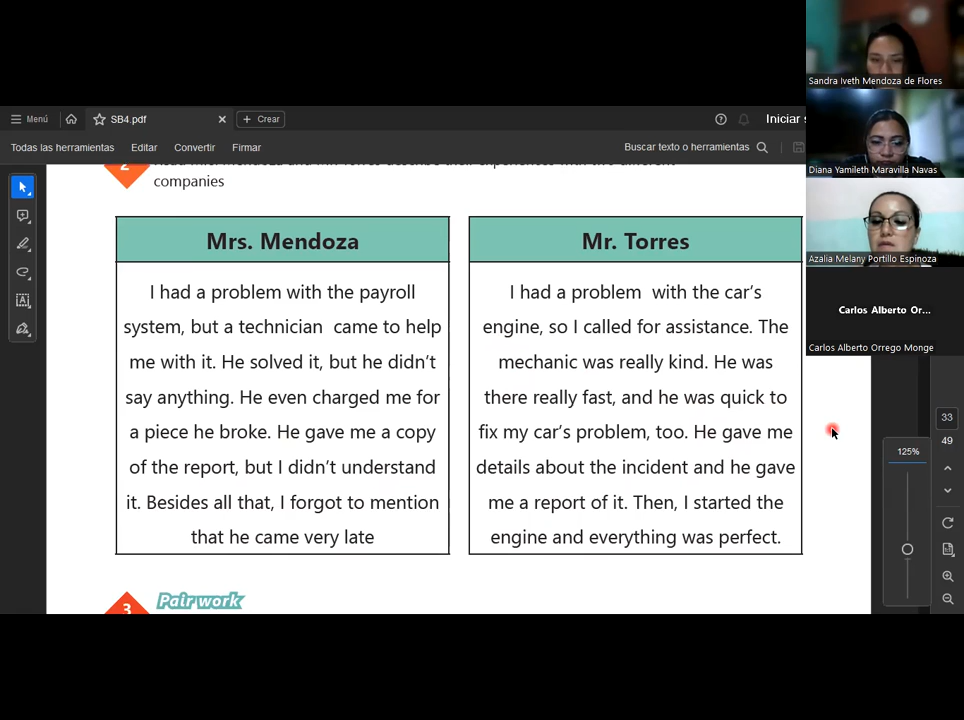 Sandra Iveth Mendoza de Flores
Menú
SB4.pdf
Crear
Iniciar s
Todas las herramientas
Editar
Convertir
Firmar
Buscar texto o herramientas
Diana Yamileth Maravilla Navas
2
companies
Mrs. Mendoza
I had a problem with the payroll
system, but a technician came to help
me with it. He solved it, but he didn't
say anything. He even charged me for
a piece he broke. He gave me a copy
of the report, but I didn't understand
it. Besides all that, I forgot to mention
that he came very late
Mr. Torres
I had a problem with the car's
engine, so I called for assistance. The
mechanic was really kind. He was
there really fast, and he was quick to
fix my car's problem, too. He gave me
details about the incident and he gave
me a report of it. Then, I started the
engine and everything was perfect.
Azalia Melany Portillo Espinoza
Carlos Alberto Or...
Carlos Alberto Orrego Monge
33
49
125%
3
Pair work